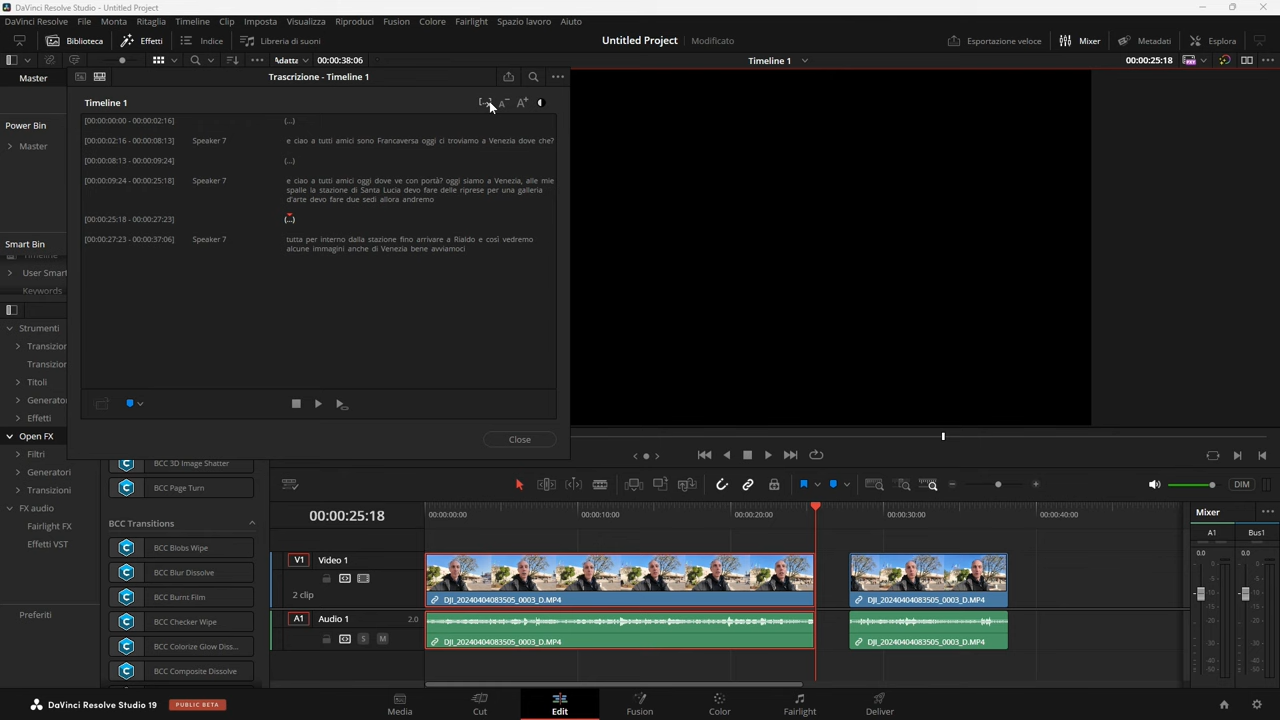 DaVinci Resolve Studio - Untitled Project
DaVinci Resolve File Monta Ritaglia Timeline Clip Imposta Visualizza Riproduci Fusion Colore Fairlight Spazio lavoro Aiuto
Biblioteca Effetti Indice Libreria di suoni Untitled Project Modificato Esportazione veloce Mixer Metadati Esplora
Adatta 00:00:38:06 Timeline 1 00:00:25:18
Master
Trascrizione - Timeline 1
Timeline 1
[00:00:00:00 - 00:00:02:16] (...)
[00:00:02:16 - 00:00:08:13] Speaker 7 e ciao a tutti amici sono Francaversa oggi ci troviamo a Venezia dove che?
[00:00:08:13 - 00:00:09:24] (...)
[00:00:09:24 - 00:00:25:18] Speaker 7 e ciao a tutti amici oggi dove ve con portà? oggi siamo a Venezia, alle mie
spalle la stazione di Santa Lucia devo fare delle riprese per una galleria
d'arte devo fare due sedi allora andremo
[00:00:25:18 - 00:00:27:23] (...)
[00:00:27:23 - 00:00:37:06] Speaker 7 tutta per interno dalla stazione fino arrivare a Rialdo e così vedremo
alcune immagini anche di Venezia bene avviamoci
Close
Power Bin
Master
Smart Bin
Timeline
User Smart
Keywords
Strumenti
Transizion
Transizion
Titoli
Generator
Effetti
Open FX
Filtri
Generatori
Transizioni
FX audio
Fairlight FX
Effetti VST
Preferiti
BCC 3D Image Shatter
BCC Page Turn
BCC Transitions
BCC Blobs Wipe
BCC Blur Dissolve
BCC Burnt Film
BCC Checker Wipe
BCC Colorize Glow Diss...
BCC Composite Dissolve
DIM
00:00:25:18
00:00:00:00 00:00:10:00 00:00:20:00 00:00:30:00 00:00:40:00
V1 Video 1
2 clip
DJI_20240404083505_0003_D.MP4 DJI_20240404083505_0003_D.MP4
A1 Audio 1 2.0
S M
DJI_20240404083505_0003_D.MP4 DJI_20240404083505_0003_D.MP4
Mixer
A1 Bus1
0.0 0.0
DaVinci Resolve Studio 19 PUBLIC BETA
Media Cut Edit Fusion Color Fairlight Deliver